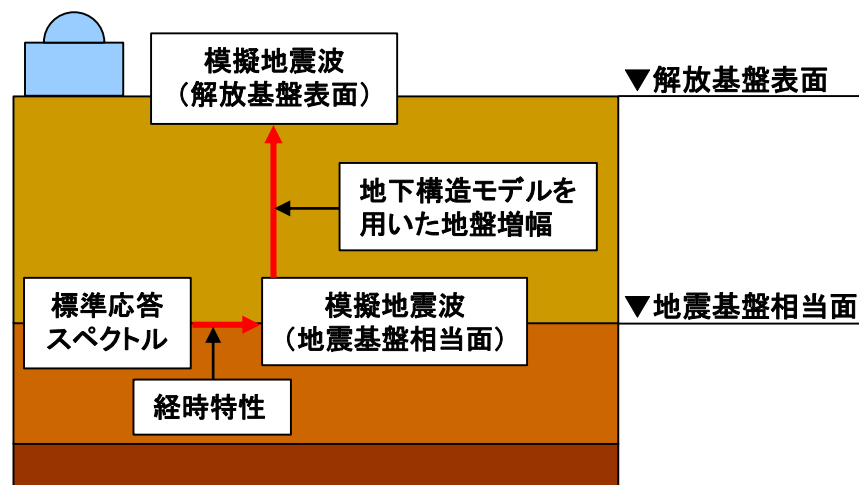 模擬地震波
（解放基盤表面）
▼解放基盤表面
地下構造モデルを
用いた地盤増幅
標準応答
スペクトル
模擬地震波
（地震基盤相当面）
▼地震基盤相当面
経時特性